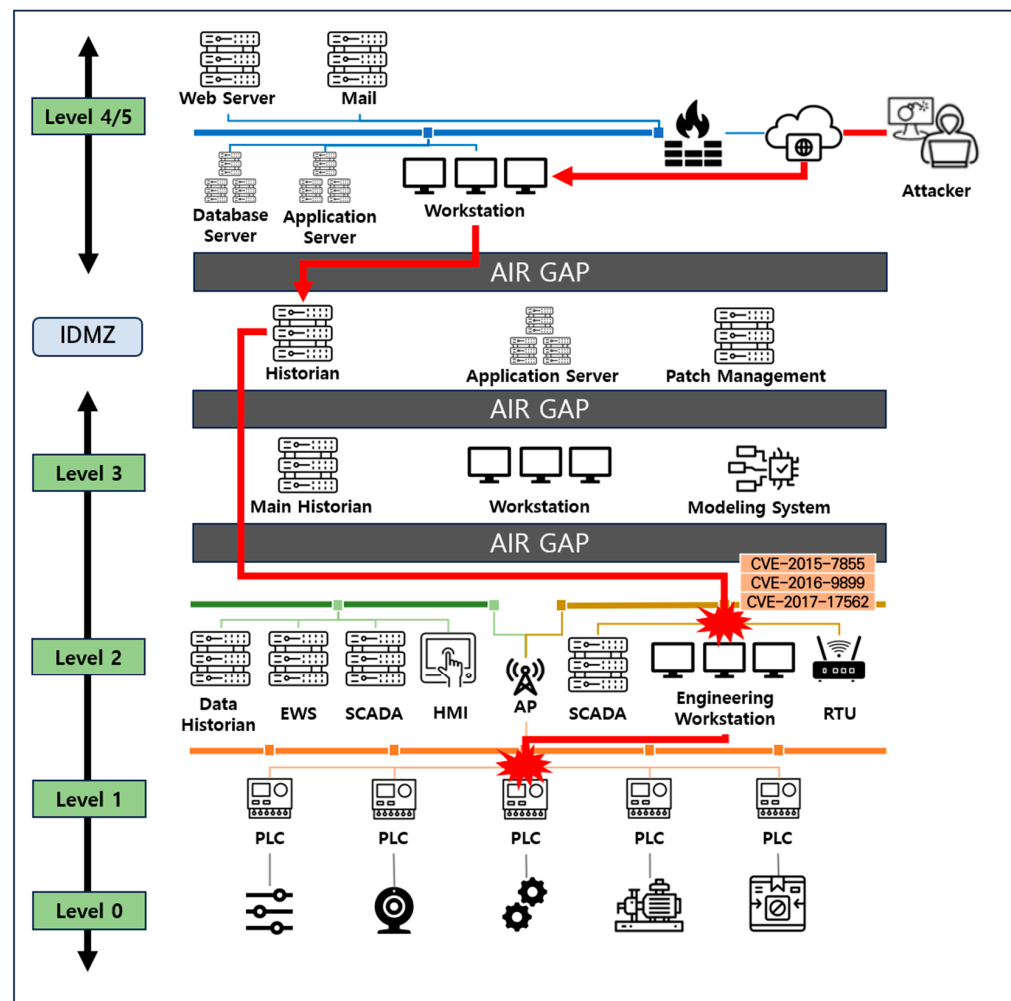 Web Server
Mail
Level 4/5
Attacker
Database
Server
Application
Server
Workstation
AIR GAP
IDMZ
Historian
Application Server
Patch Management
AIR GAP
Level 3
Main Historian
Workstation
Modeling System
AIR GAP
CVE-2015-7855
CVE-2016-9899
CVE-2017-17562
Level 2
Data
Historian
EWS
SCADA
HMI
AP
SCADA
Engineering
Workstation
RTU
Level 1
PLC
PLC
PLC
PLC
PLC
Level 0